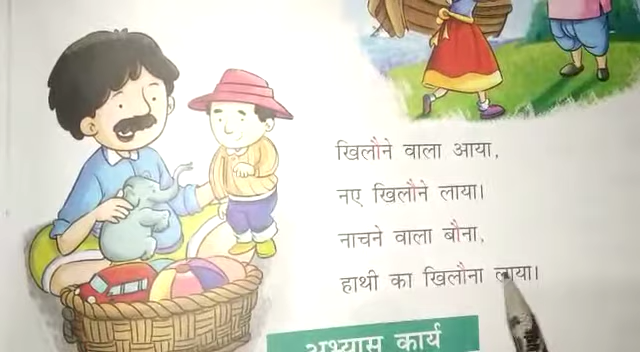 खिलौने वाला आया,
नए खिलौने लाया।
नाचने वाला बौना,
हाथी का खिलौना लाया।
अभ्यास कार्य